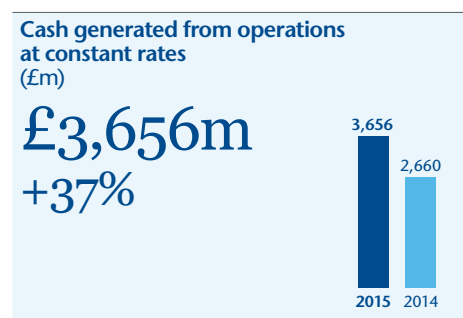 Cash generated from operations
at constant rates
(£m)
£3,656m
+37%
3,656
2,660
2015 2014